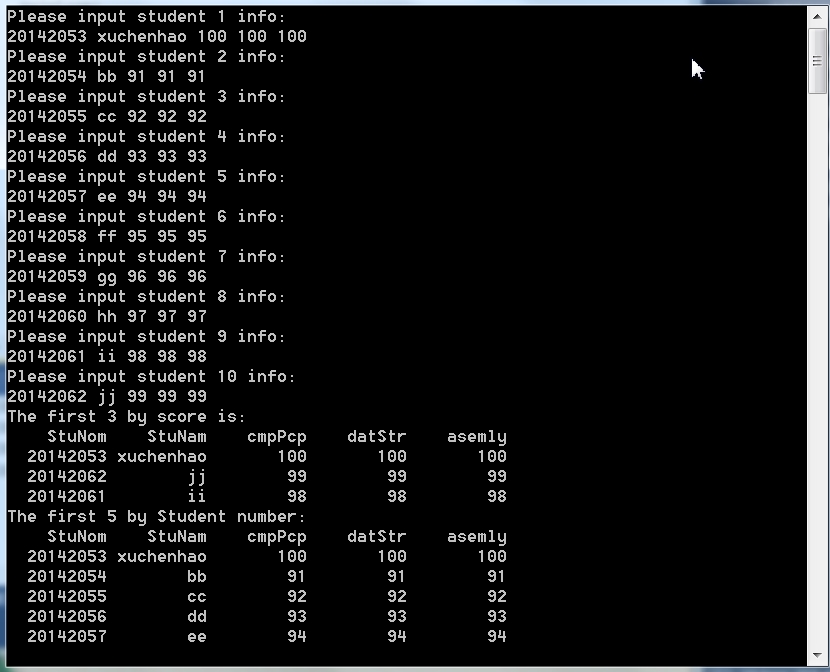 Please input student 1 info:
20142053 xuchenhao 100 100 100
Please input student 2 info:
20142054 bb 91 91 91
Please input student 3 info:
20142055 cc 92 92 92
Please input student 4 info:
20142056 dd 93 93 93
Please input student 5 info:
20142057 ee 94 94 94
Please input student 6 info:
20142058 ff 95 95 95
Please input student 7 info:
20142059 gg 96 96 96
Please input student 8 info:
20142060 hh 97 97 97
Please input student 9 info:
20142061 ii 98 98 98
Please input student 10 info:
20142062 jj 99 99 99
The first 3 by score is:
StuNom StuNam cmpPcp datStr asemly
20142053 xuchenhao 100 100 100
20142062 jj 99 99 99
20142061 ii 98 98 98
The first 5 by Student number:
StuNom StuNam cmpPcp datStr asemly
20142053 xuchenhao 100 100 100
20142054 bb 91 91 91
20142055 cc 92 92 92
20142056 dd 93 93 93
20142057 ee 94 94 94